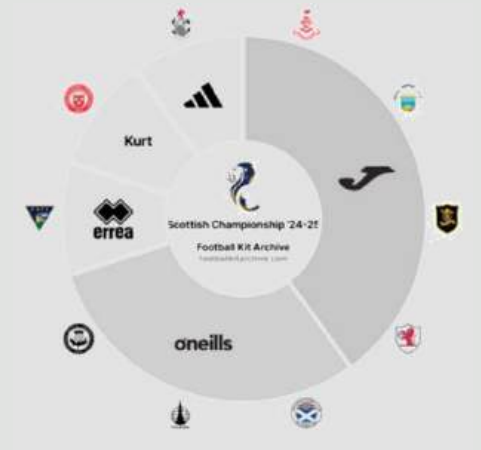 Kurt
errea
Scottish Championship '24-25
Football Kit Archive
footballkitarchive.com
oneills